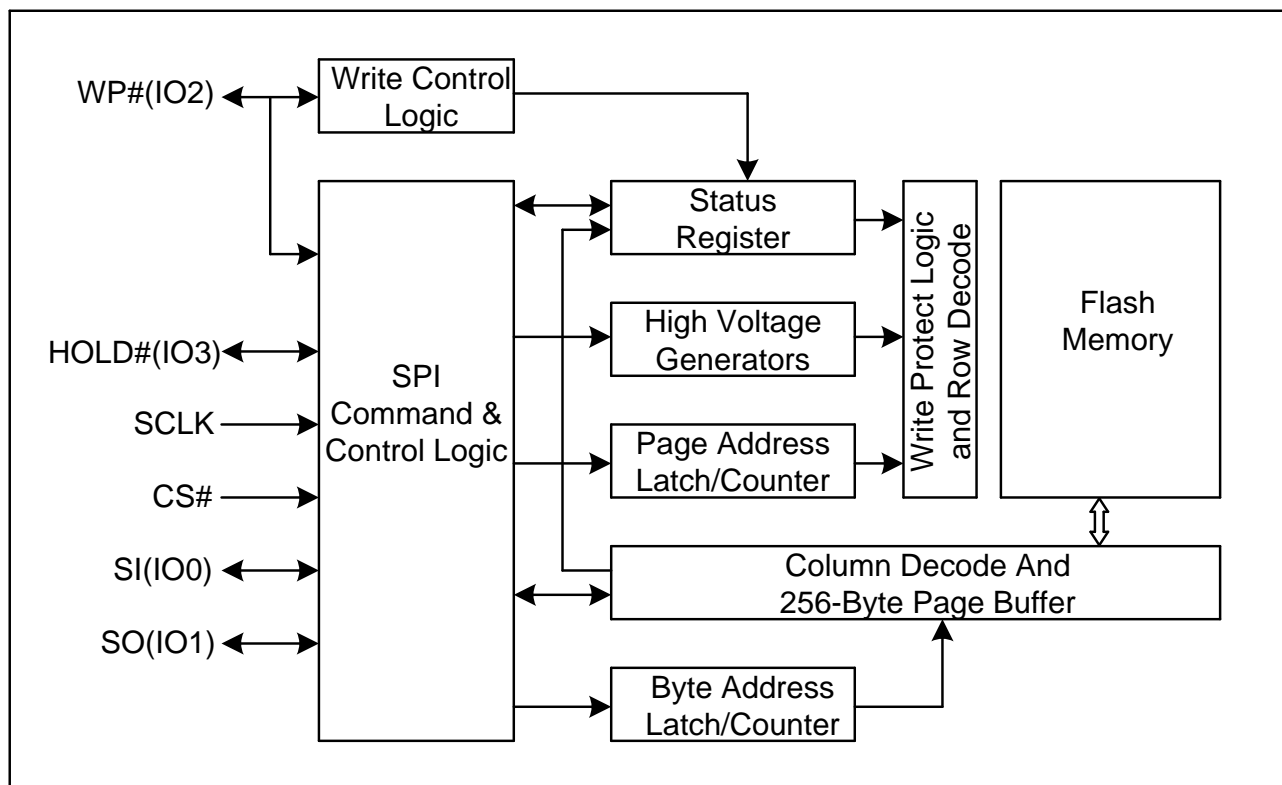 WP#(IO2)
Write Control
Logic
Status
Register
Write Protect Logic
and Row Decode
Flash
Memory
HOLD#(IO3)
SCLK
CS#
SI(IO0)
SO(IO1)
SPI
Command &
Control Logic
High Voltage
Generators
Page Address
Latch/Counter
Column Decode And
256-Byte Page Buffer
Byte Address
Latch/Counter